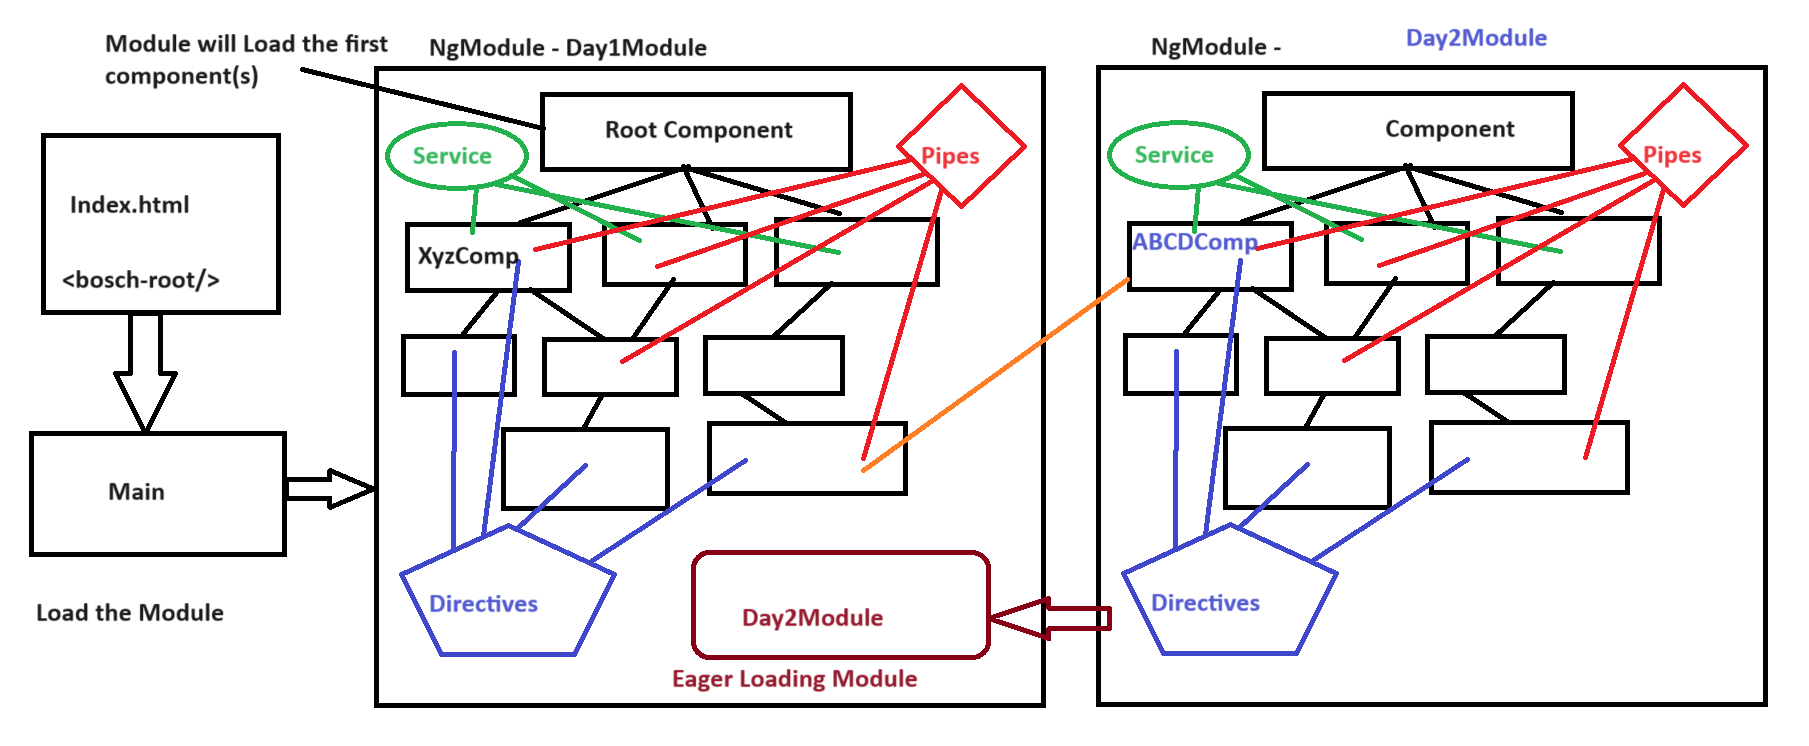 Module will Load the first
component(s)
NgModule - Day1Module
NgModule -
Day2Module
Root Component
Service
Pipes
Component
Service
Pipes
Index.html
<bosch-root/>
XyzComp
ABCDComp
Main
Load the Module
Directives
Day2Module
Eager Loading Module
Directives